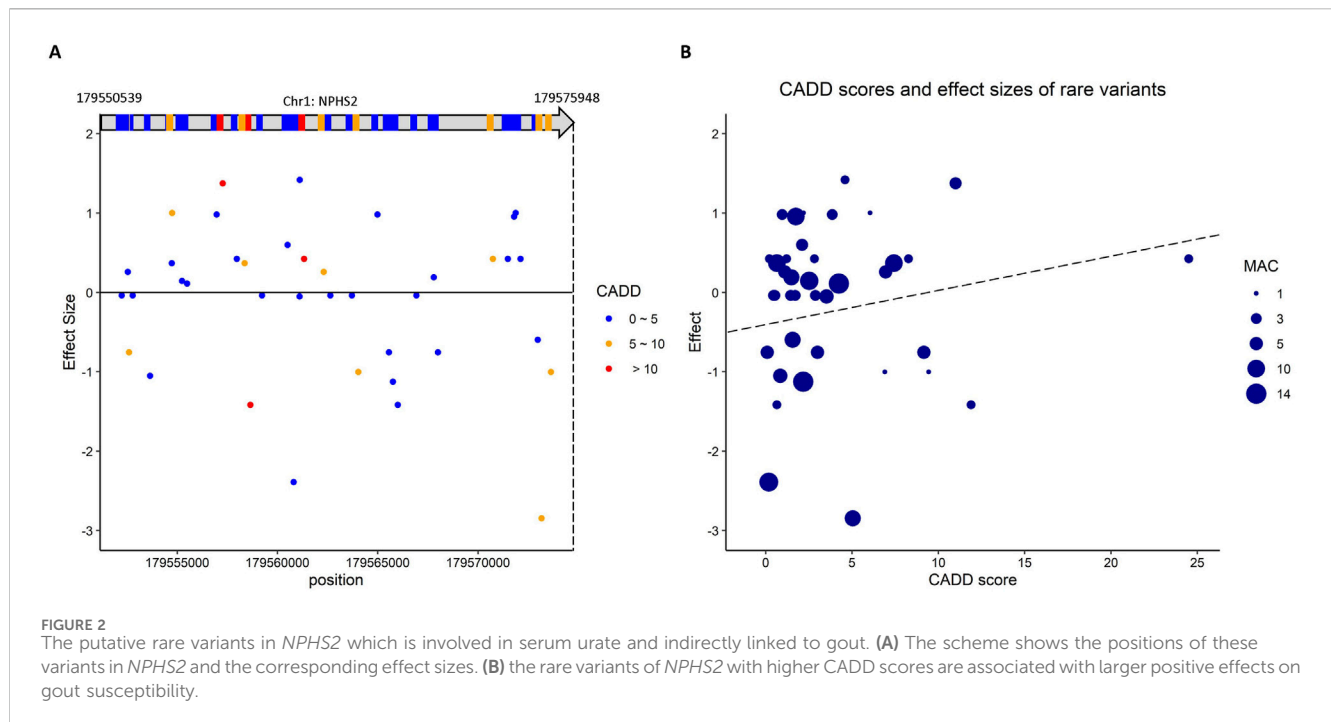 A
179550539
Chr1: NPHS2
179575948
2
1
0
-1
-2
-3
Effect Size
179555000
179560000
179565000
179570000
position
CADD
0 ~ 5
5 ~ 10
> 10
B
CADD scores and effect sizes of rare variants
2
1
0
-1
-2
-3
Effect
0
5
10
15
20
25
CADD score
MAC
1
3
5
10
14
FIGURE 2
The putative rare variants in NPHS2 which is involved in serum urate and indirectly linked to gout. (A) The scheme shows the positions of these
variants in NPHS2 and the corresponding effect sizes. (B) the rare variants of NPHS2 with higher CADD scores are associated with larger positive effects on
gout susceptibility.